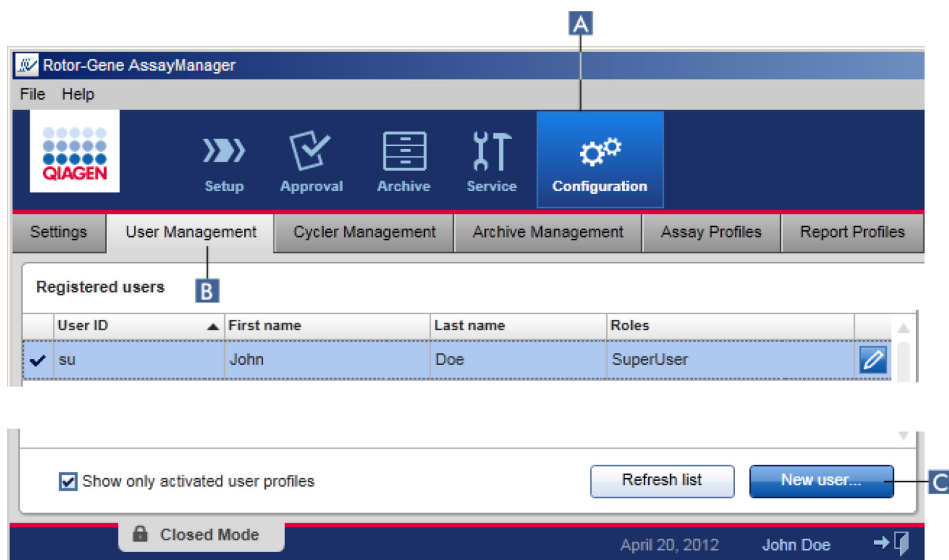 A
Rotor-Gene AssayManager
File Help
QIAGEN
Setup Approval Archive Service Configuration
Settings User Management Cycler Management Archive Management Assay Profiles Report Profiles
Registered users
B
User ID First name Last name Roles
su John Doe SuperUser
Show only activated user profiles Refresh list New user... C
Closed Mode April 20, 2012 John Doe